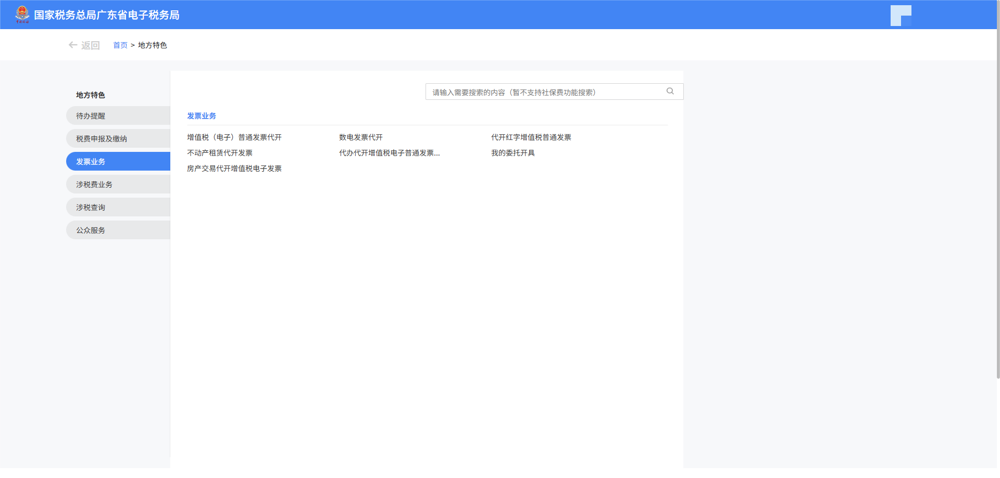 国家税务总局广东省电子税务局
返回 首页 > 地方特色
地方特色
待办提醒
税费申报及缴纳
发票业务
涉税费业务
涉税查询
公众服务
请输入需要搜索的内容（暂不支持社保费功能搜索）
发票业务
增值税（电子）普通发票代开 数电发票代开 代开红字增值税普通发票
不动产租赁代开发票 代办代开增值税电子普通发票... 我的委托开具
房产交易代开增值税电子发票